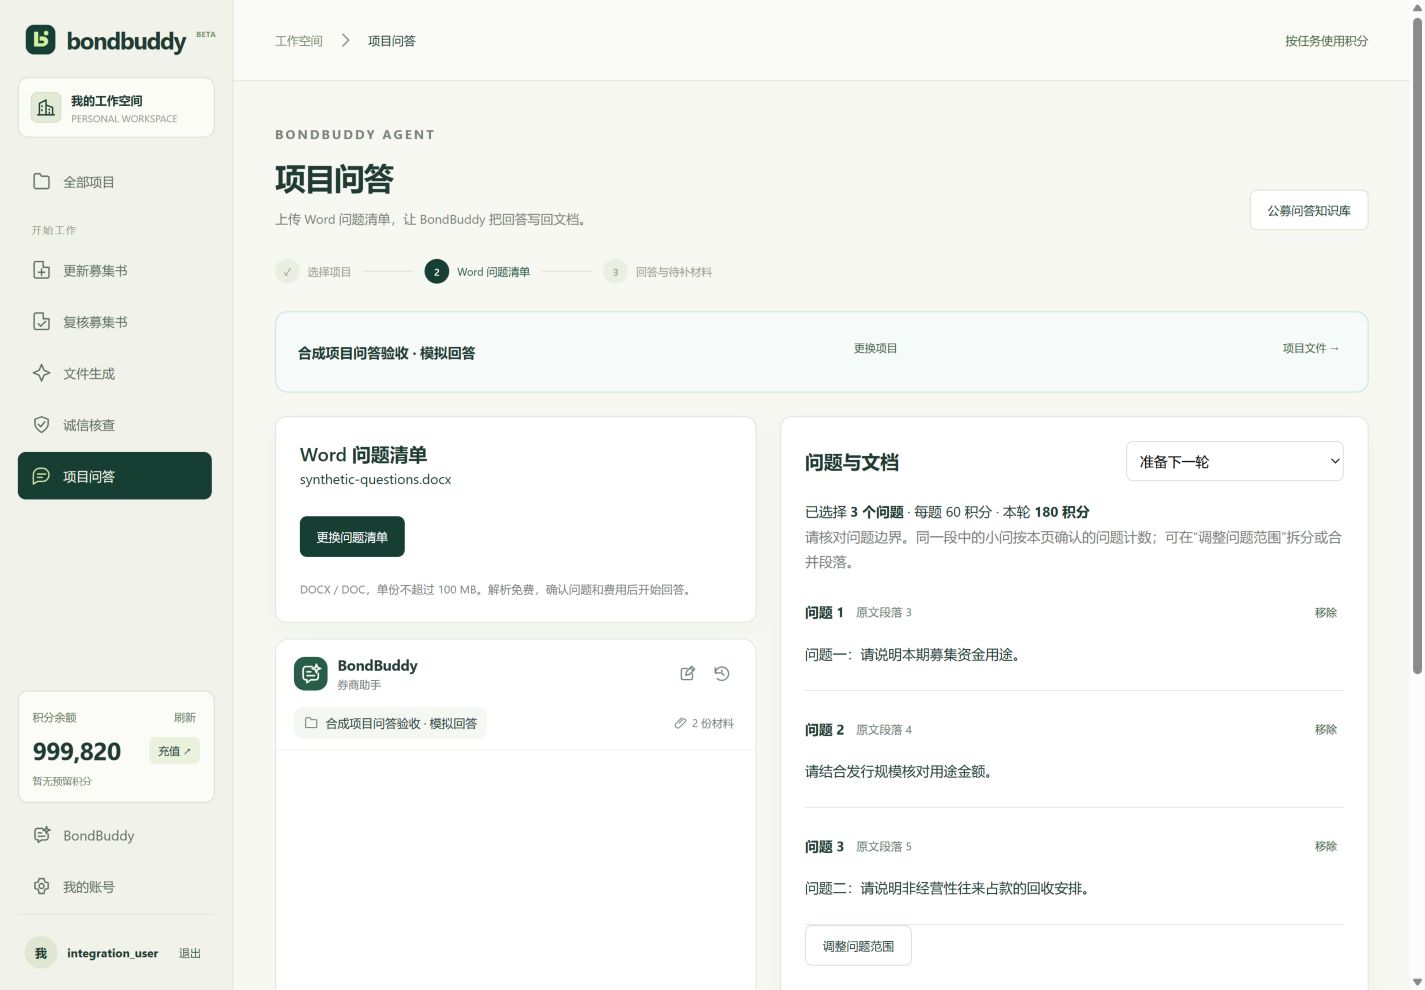 bondbuddy BETA
我的工作空间
PERSONAL WORKSPACE
全部项目
开始工作
更新募集书
复核募集书
文件生成
诚信核查
项目问答
积分余额 刷新
999,820 充值 ↗
暂无预留积分
BondBuddy
我的账号
我 integration_user 退出
工作空间 > 项目问答 按任务使用积分
BONDBUDDY AGENT
项目问答
上传 Word 问题清单，让 BondBuddy 把回答写回文档。
公募问答知识库
✓ 选择项目 2 Word 问题清单 3 回答与待补材料
合成项目问答验收 · 模拟回答 更换项目 项目文件 →
Word 问题清单
synthetic-questions.docx
更换问题清单
DOCX / DOC，单份不超过 100 MB。解析免费，确认问题和费用后开始回答。
BondBuddy
券商助手
合成项目问答验收 · 模拟回答 2 份材料
问题与文档 准备下一轮
已选择 3 个问题 · 每题 60 积分 · 本轮 180 积分
请核对问题边界。同一段中的小问按本页确认的问题计数；可在“调整问题范围”拆分或合
并段落。
问题 1 原文段落 3 移除
问题一：请说明本期募集资金用途。
问题 2 原文段落 4 移除
请结合发行规模核对用途金额。
问题 3 原文段落 5 移除
问题二：请说明非经营性往来占款的回收安排。
调整问题范围